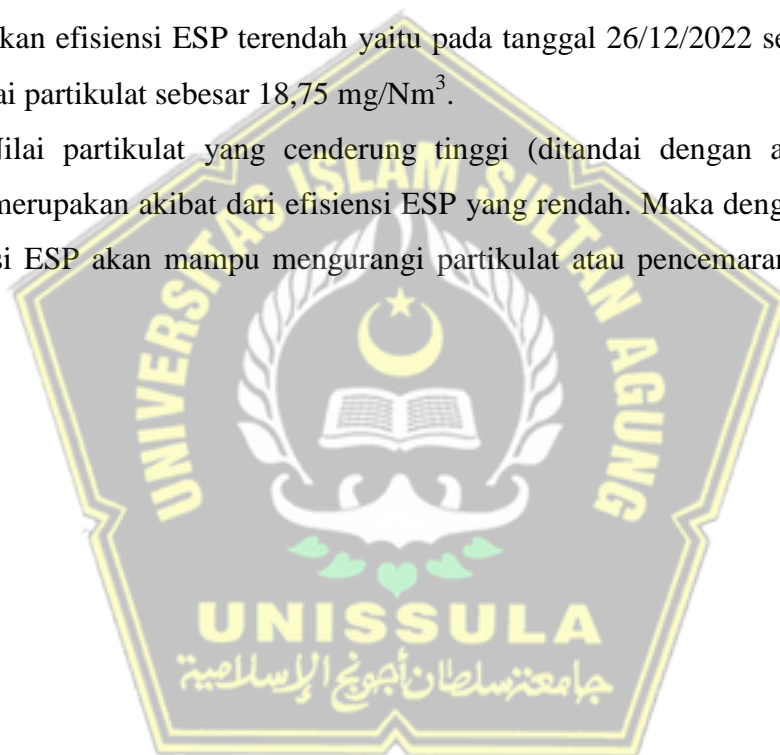 kan efisiensi ESP terendah yaitu pada tanggal 26/12/2022 se
ai partikulat sebesar 18,75 mg/Nm³.
Nilai partikulat yang cenderung tinggi (ditandai dengan a
merupakan akibat dari efisiensi ESP yang rendah. Maka deng
si ESP akan mampu mengurangi partikulat atau pencemaran
UNIVERSITAS ISLAM SULTAN AGUNG
UNISSULA
جامعتنسلطان أجونج الإسلامية